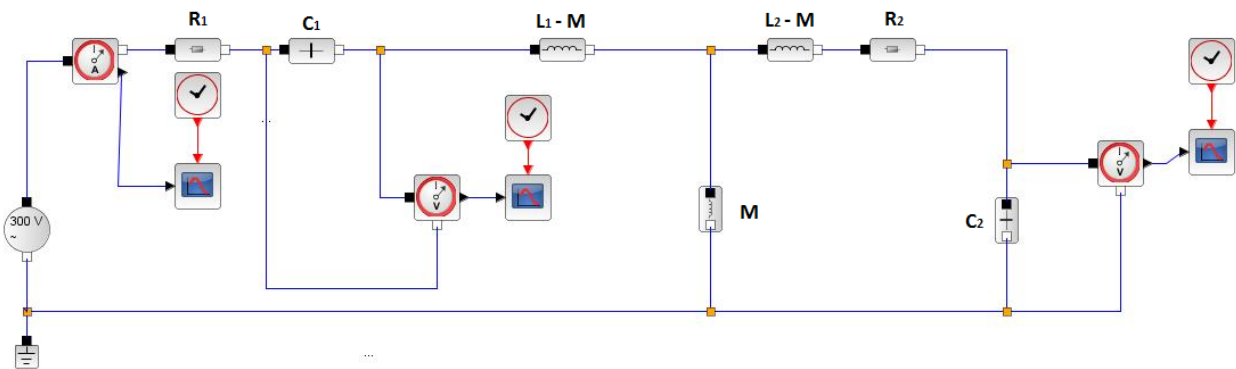 R₁
C₁
L₁ - M
L₂ - M
R₂
I
A
...
I
V
I
V
300 V
~
M
C₂
...